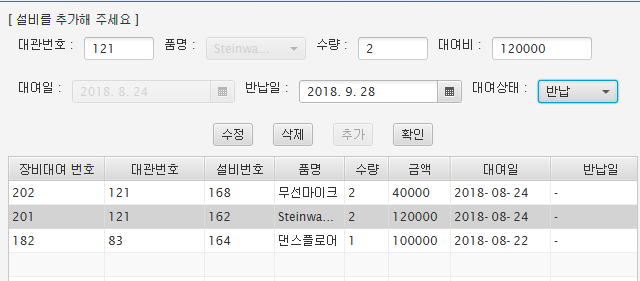 [ 설비를 추가해 주세요 ]
대관번호 : 121 품명 : Steinwa... 수량 : 2 대여비 : 120000
대여일 : 2018. 8. 24 반납일 : 2018. 9. 28 대여상태 : 반납
수정 삭제 추가 확인
장비대여 번호 대관번호 설비번호 품명 수량 금액 대여일 반납일
202 121 168 무선마이크 2 40000 2018-08-24 -
201 121 162 Steinwa... 2 120000 2018-08-24 -
182 83 164 댄스플로어 1 100000 2018-08-22 -